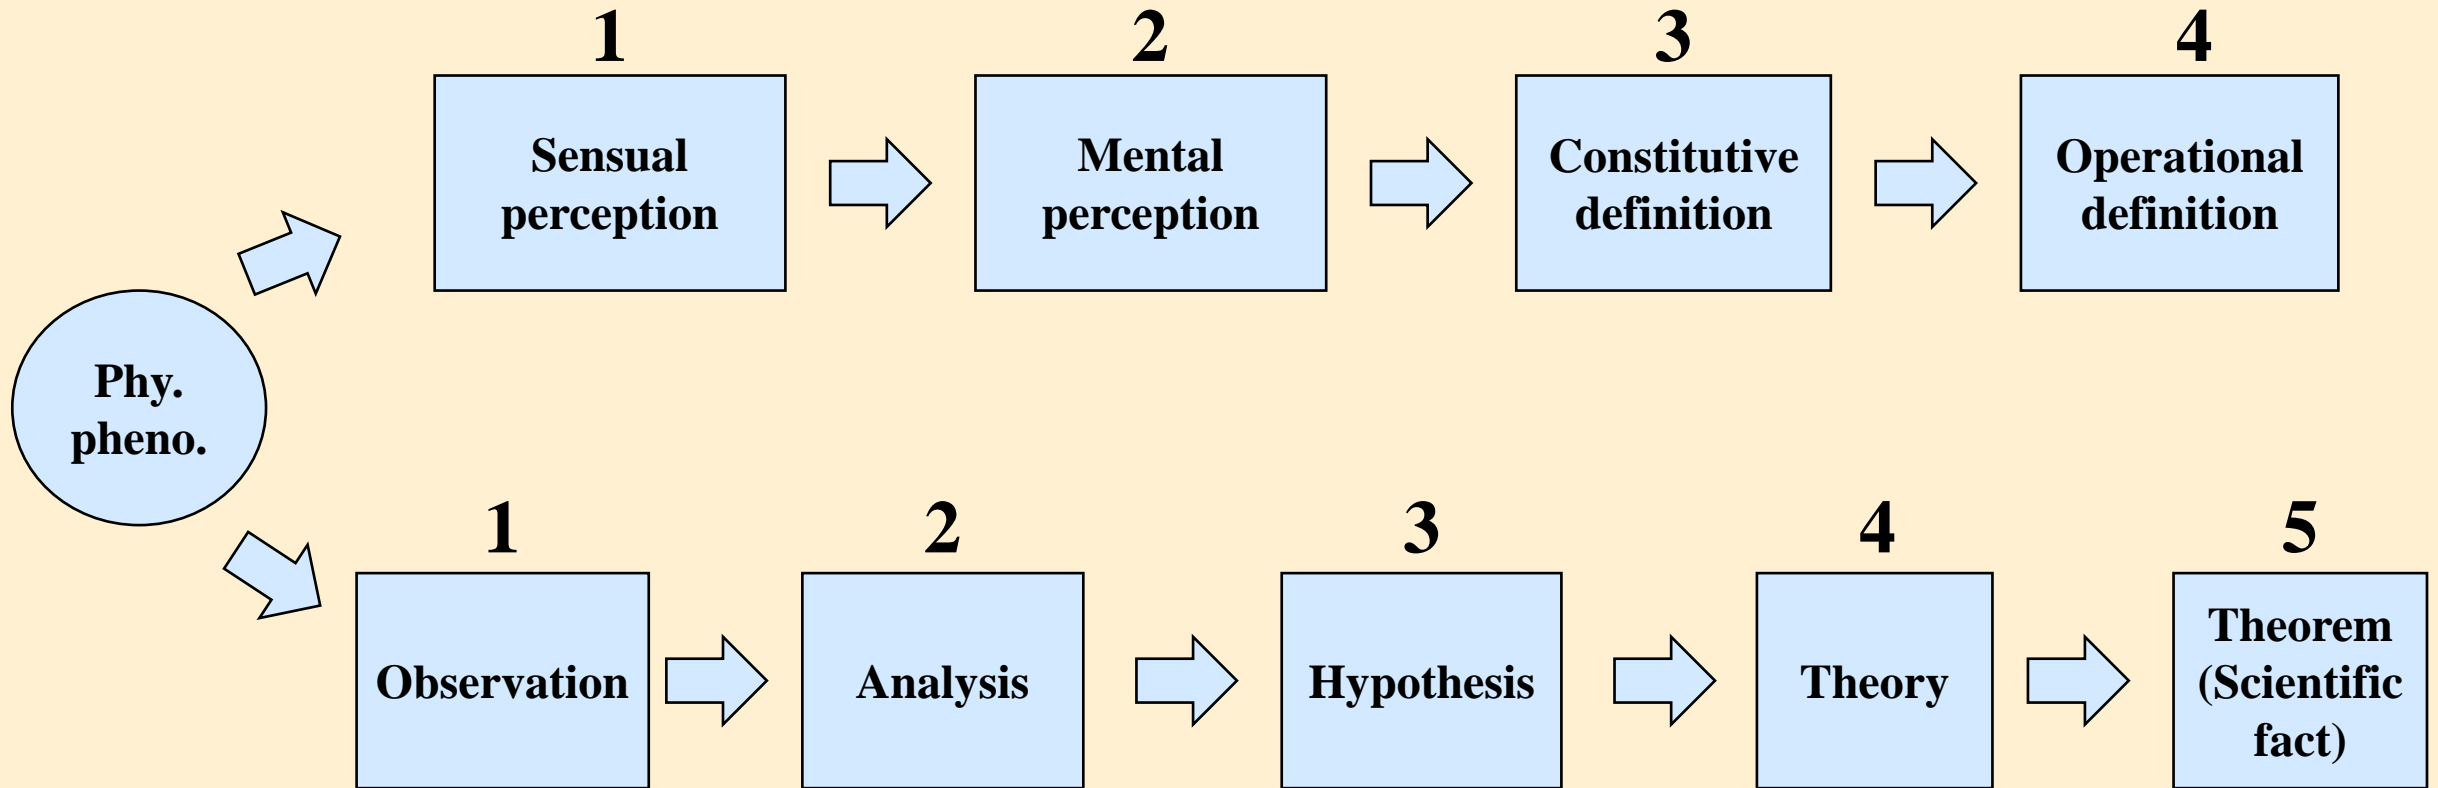 1
2
3
4
Sensual
perception
Mental
perception
Constitutive
definition
Operational
definition
Phy.
pheno.
1
2
3
4
5
Observation
Analysis
Hypothesis
Theory
Theorem
(Scientific
fact)